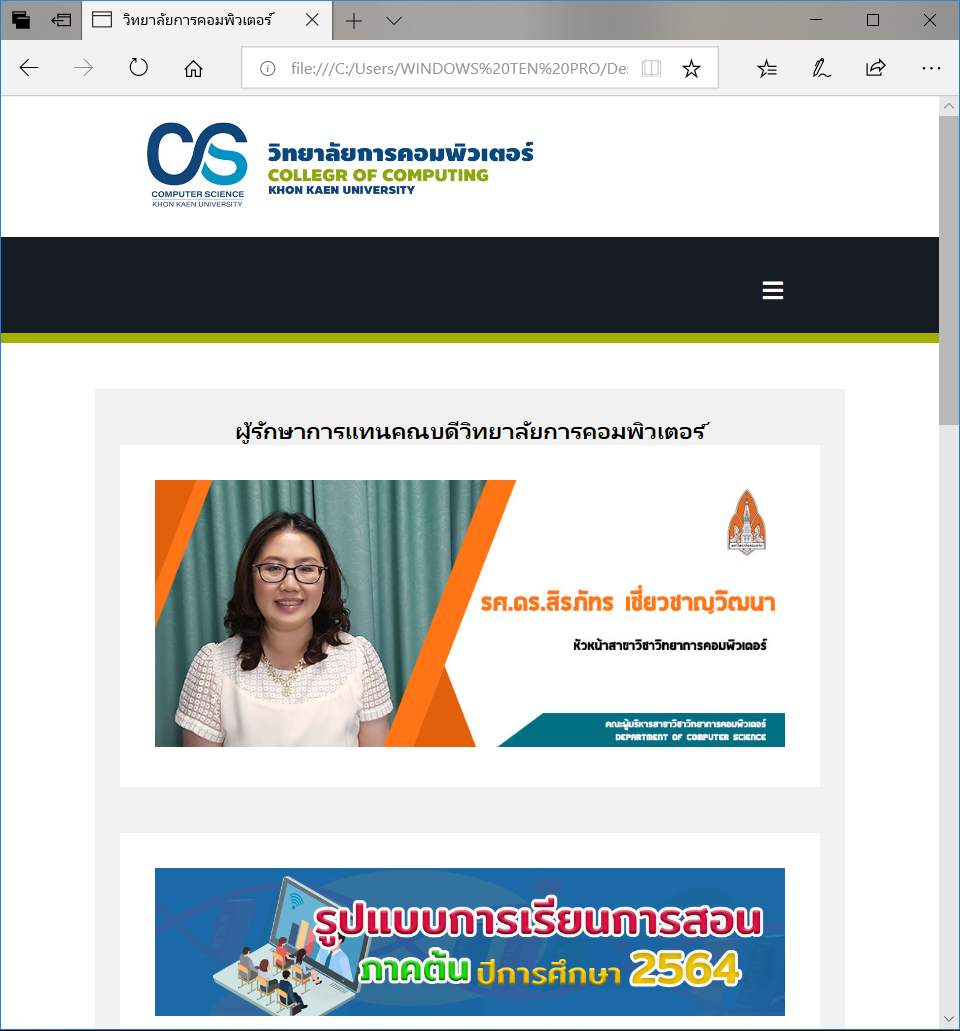 วิทยาลัยการคอมพิวเตอร์
file:///C:/Users/WINDOWS%20TEN%20PRO/De
CS
COMPUTER SCIENCE
KHON KAEN UNIVERSITY
วิทยาลัยการคอมพิวเตอร์
COLLEGR OF COMPUTING
KHON KAEN UNIVERSITY
ผู้รักษาการแทนคณบดีวิทยาลัยการคอมพิวเตอร์
รศ.ดร.สิรภัทร เชี่ยวชาญวัฒนา
หัวหน้าสาขาวิชาวิทยาการคอมพิวเตอร์
คณะผู้บริหารสาขาวิชาวิทยาการคอมพิวเตอร์
DEPARTMENT OF COMPUTER SCIENCE
รูปแบบการเรียนการสอน
ภาคต้น ปีการศึกษา 2564